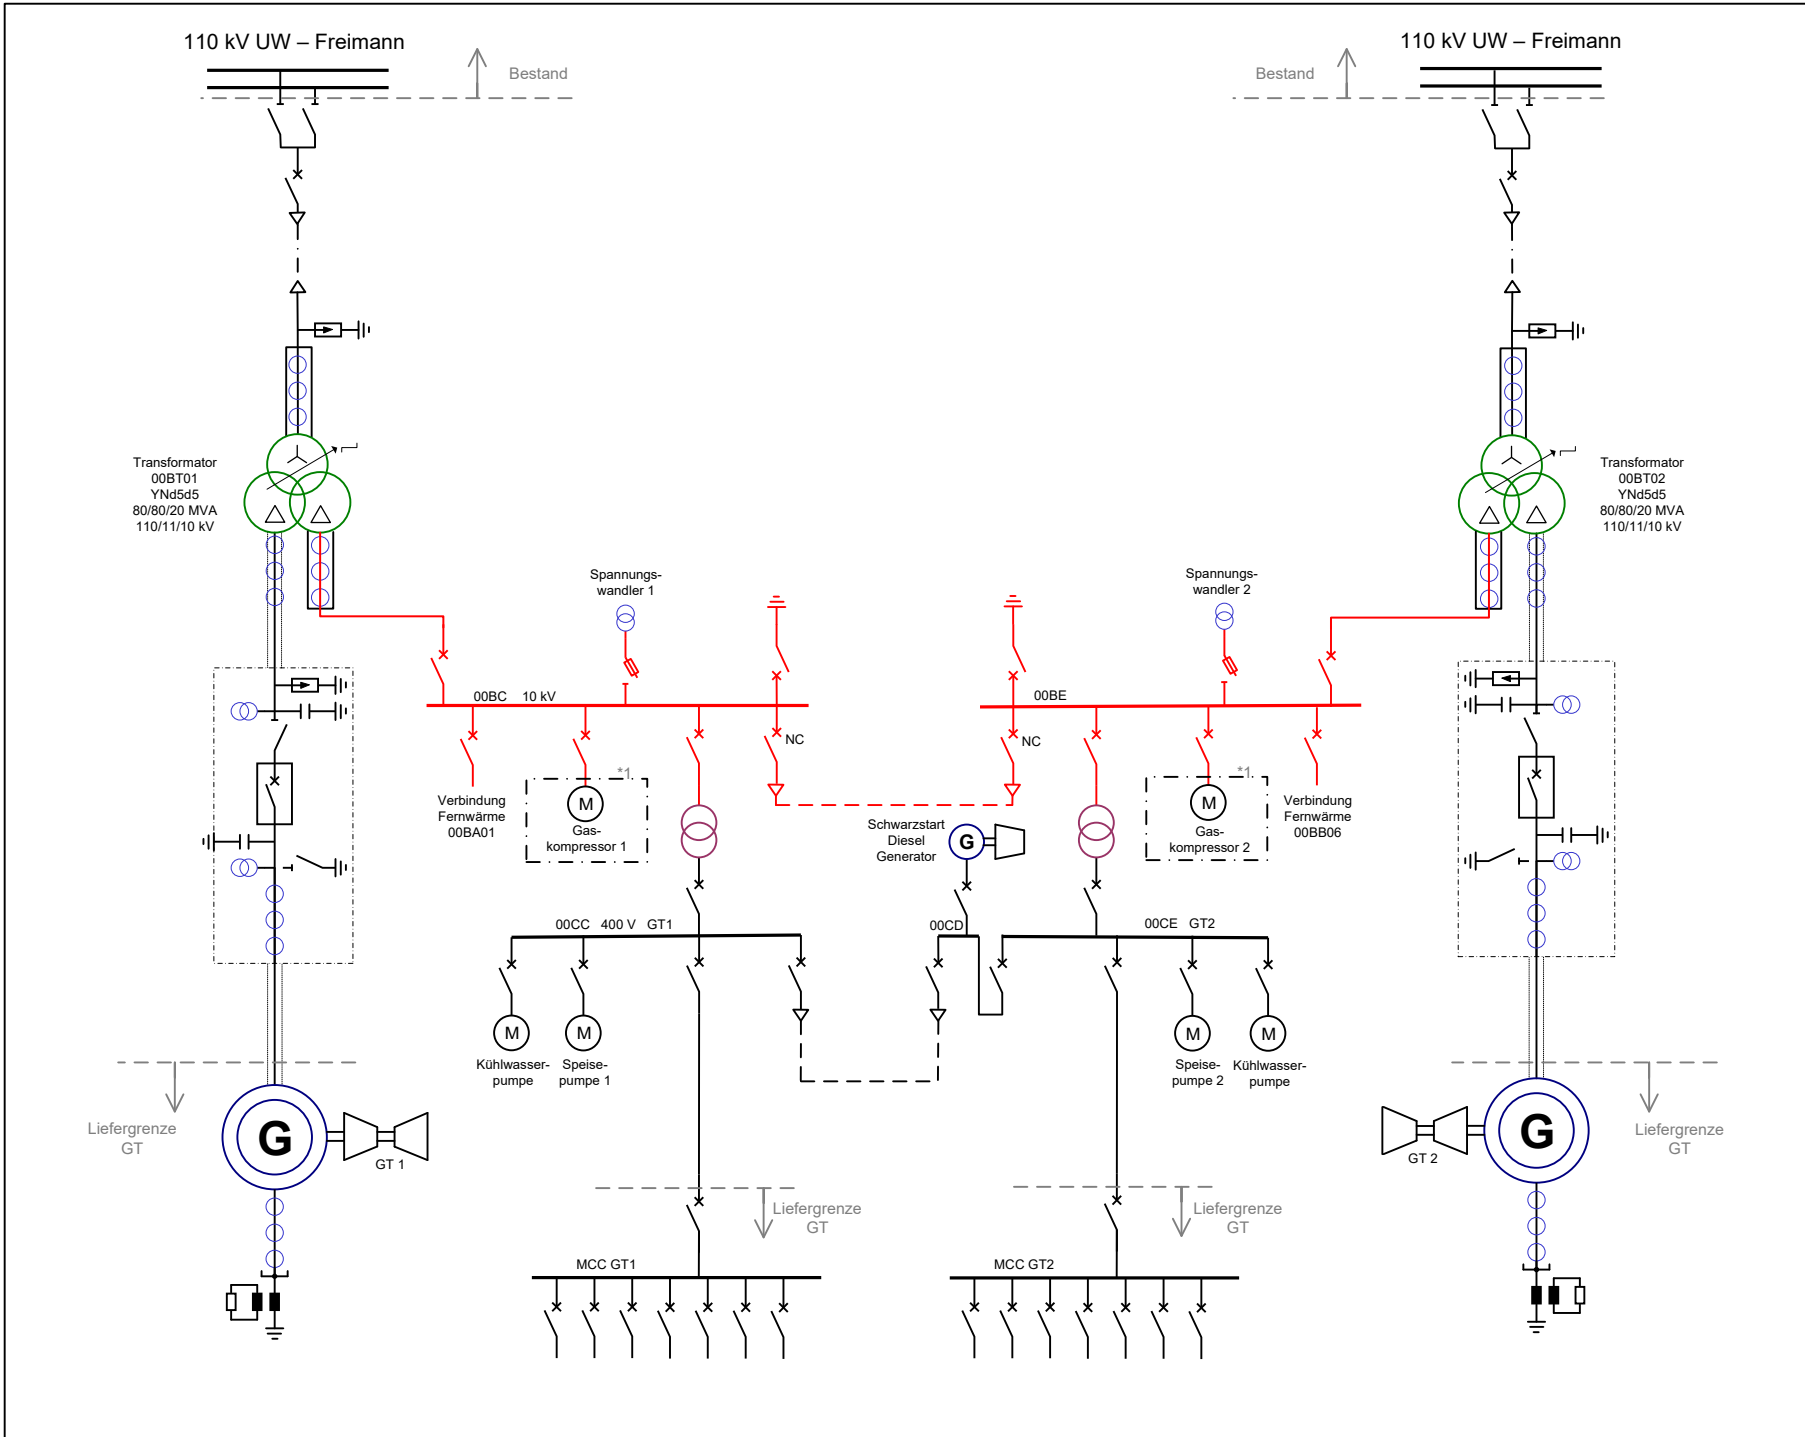 110 kV UW – Freimann
110 kV UW – Freimann
Bestand
Bestand
Transformator
00BT01
YNd5d5
80/80/20 MVA
110/11/10 kV
Transformator
00BT02
YNd5d5
80/80/20 MVA
110/11/10 kV
Spannungs-
wandler 1
Spannungs-
wandler 2
00BC 10 kV
00BE
NC
NC
*1
*1
Verbindung
Fernwärme
00BA01
M
Gas-
kompressor 1
Schwarzstart
Diesel
Generator
G
M
Gas-
kompressor 2
Verbindung
Fernwärme
00BB06
00CC 400 V GT1
00CD
00CE GT2
M
Kühlwasser-
pumpe
M
Speise-
pumpe 1
M
Speise-
pumpe 2
M
Kühlwasser-
pumpe
Liefergrenze
GT
G
GT 1
GT 2
G
Liefergrenze
GT
Liefergrenze
GT
Liefergrenze
GT
MCC GT1
MCC GT2